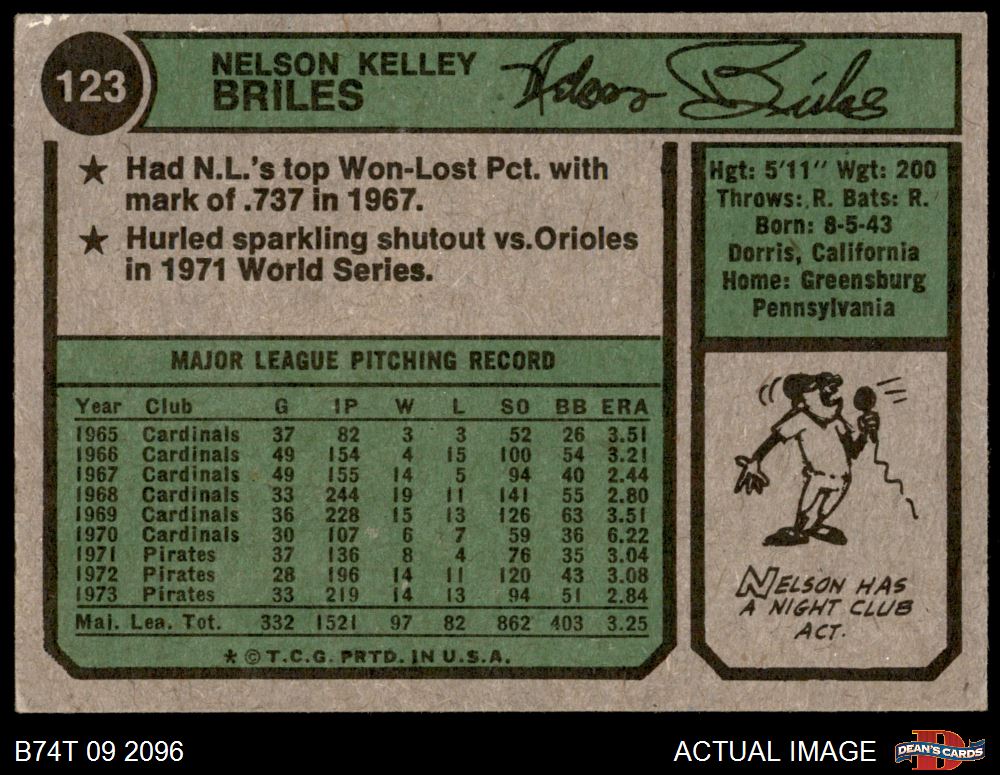 123
NELSON KELLEY
BRILES
Nelson Briles
★ Had N.L.'s top Won-Lost Pct. with
mark of .737 in 1967.
★ Hurled sparkling shutout vs.Orioles
in 1971 World Series.
Hgt: 5'11" Wgt: 200
Throws: R. Bats: R.
Born: 8-5-43
Dorris, California
Home: Greensburg
Pennsylvania
MAJOR LEAGUE PITCHING RECORD
Year Club G IP W L SO BB ERA
1965 Cardinals 37 82 3 3 52 26 3.51
1966 Cardinals 49 154 4 15 100 54 3.21
1967 Cardinals 49 155 14 5 94 40 2.44
1968 Cardinals 33 244 19 11 141 55 2.80
1969 Cardinals 36 228 15 13 126 63 3.51
1970 Cardinals 30 107 6 7 59 36 6.22
1971 Pirates 37 136 8 4 76 35 3.04
1972 Pirates 28 196 14 11 120 43 3.08
1973 Pirates 33 219 14 13 94 51 2.84
Maj. Lea. Tot. 332 1521 97 82 862 403 3.25
* © T.C.G. PRTD. IN U.S.A.
NELSON HAS
A NIGHT CLUB
ACT.
B74T 09 2096
ACTUAL IMAGE
D
DEAN'S CARDS